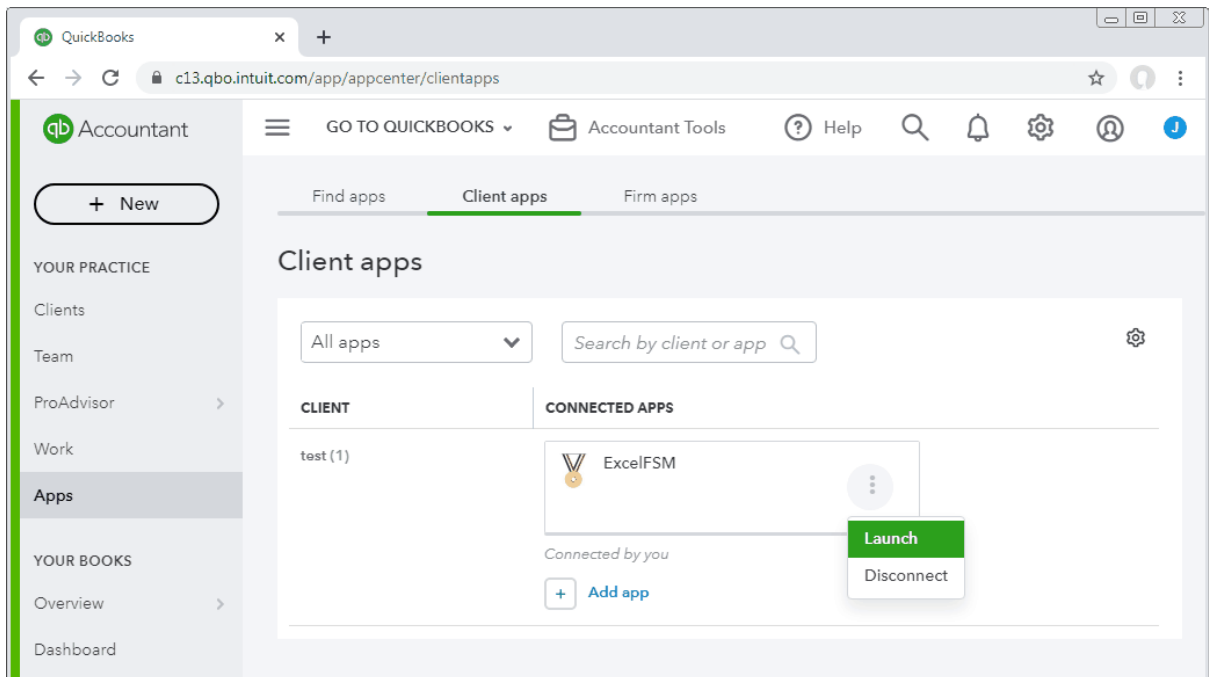 QuickBooks
c13.qbo.intuit.com/app/appcenter/clientapps
qb Accountant
GO TO QUICKBOOKS
Accountant Tools
? Help
J
+ New
Find apps
Client apps
Firm apps
YOUR PRACTICE
Clients
Team
ProAdvisor
Work
Apps
YOUR BOOKS
Overview
Dashboard
Client apps
All apps
Search by client or app
CLIENT
CONNECTED APPS
test (1)
ExcelFSM
Launch
Disconnect
Connected by you
+ Add app